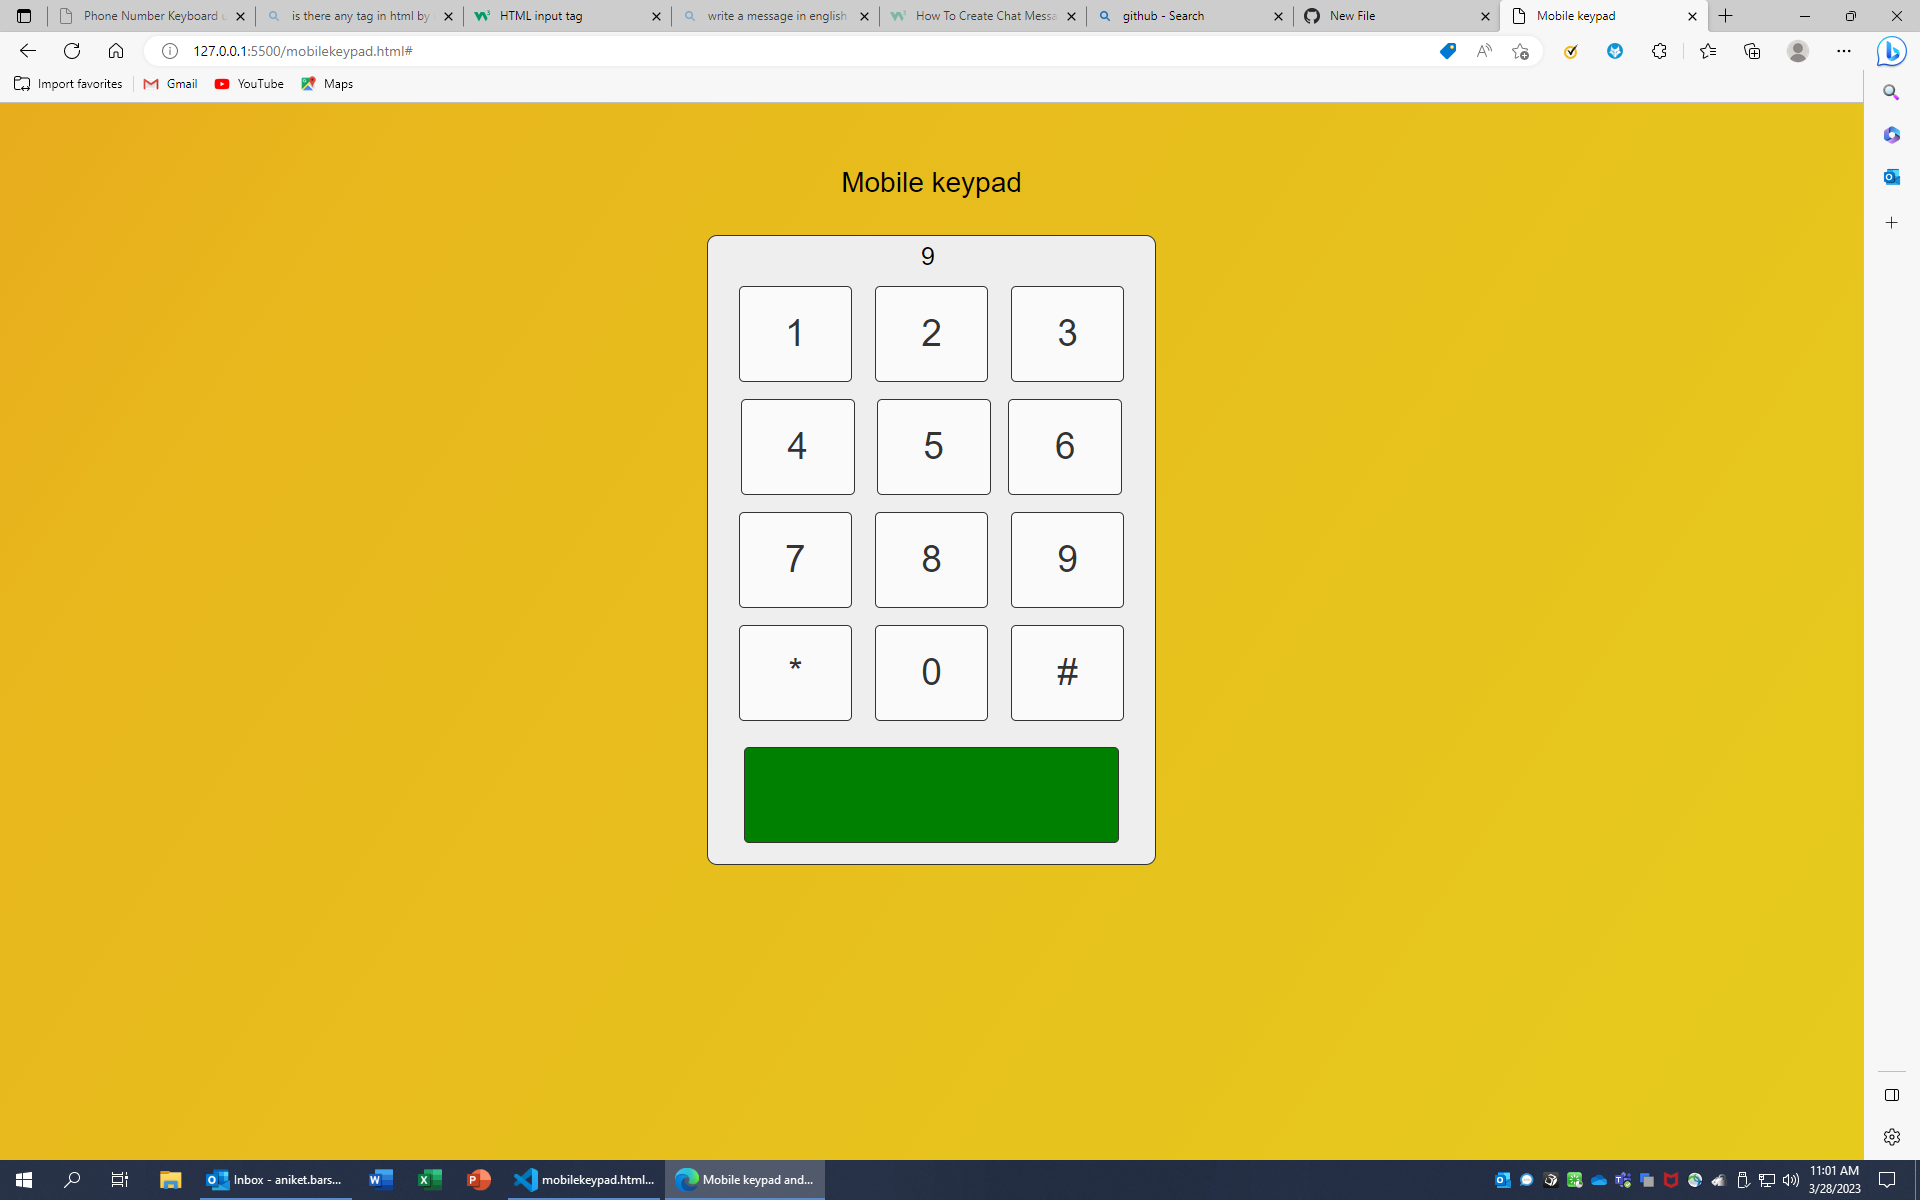 Phone Number Keyboard
is there any tag in html by
HTML input tag
write a message in english
How To Create Chat Messa
github - Search
New File
Mobile keypad
127.0.0.1:5500/mobilekeypad.html#
Import favorites
Gmail
YouTube
Maps
Mobile keypad
9
1 2 3
4 5 6
7 8 9
* 0 #
Inbox - aniket.bars...
mobilekeypad.html...
Mobile keypad and...
11:01 AM
3/28/2023